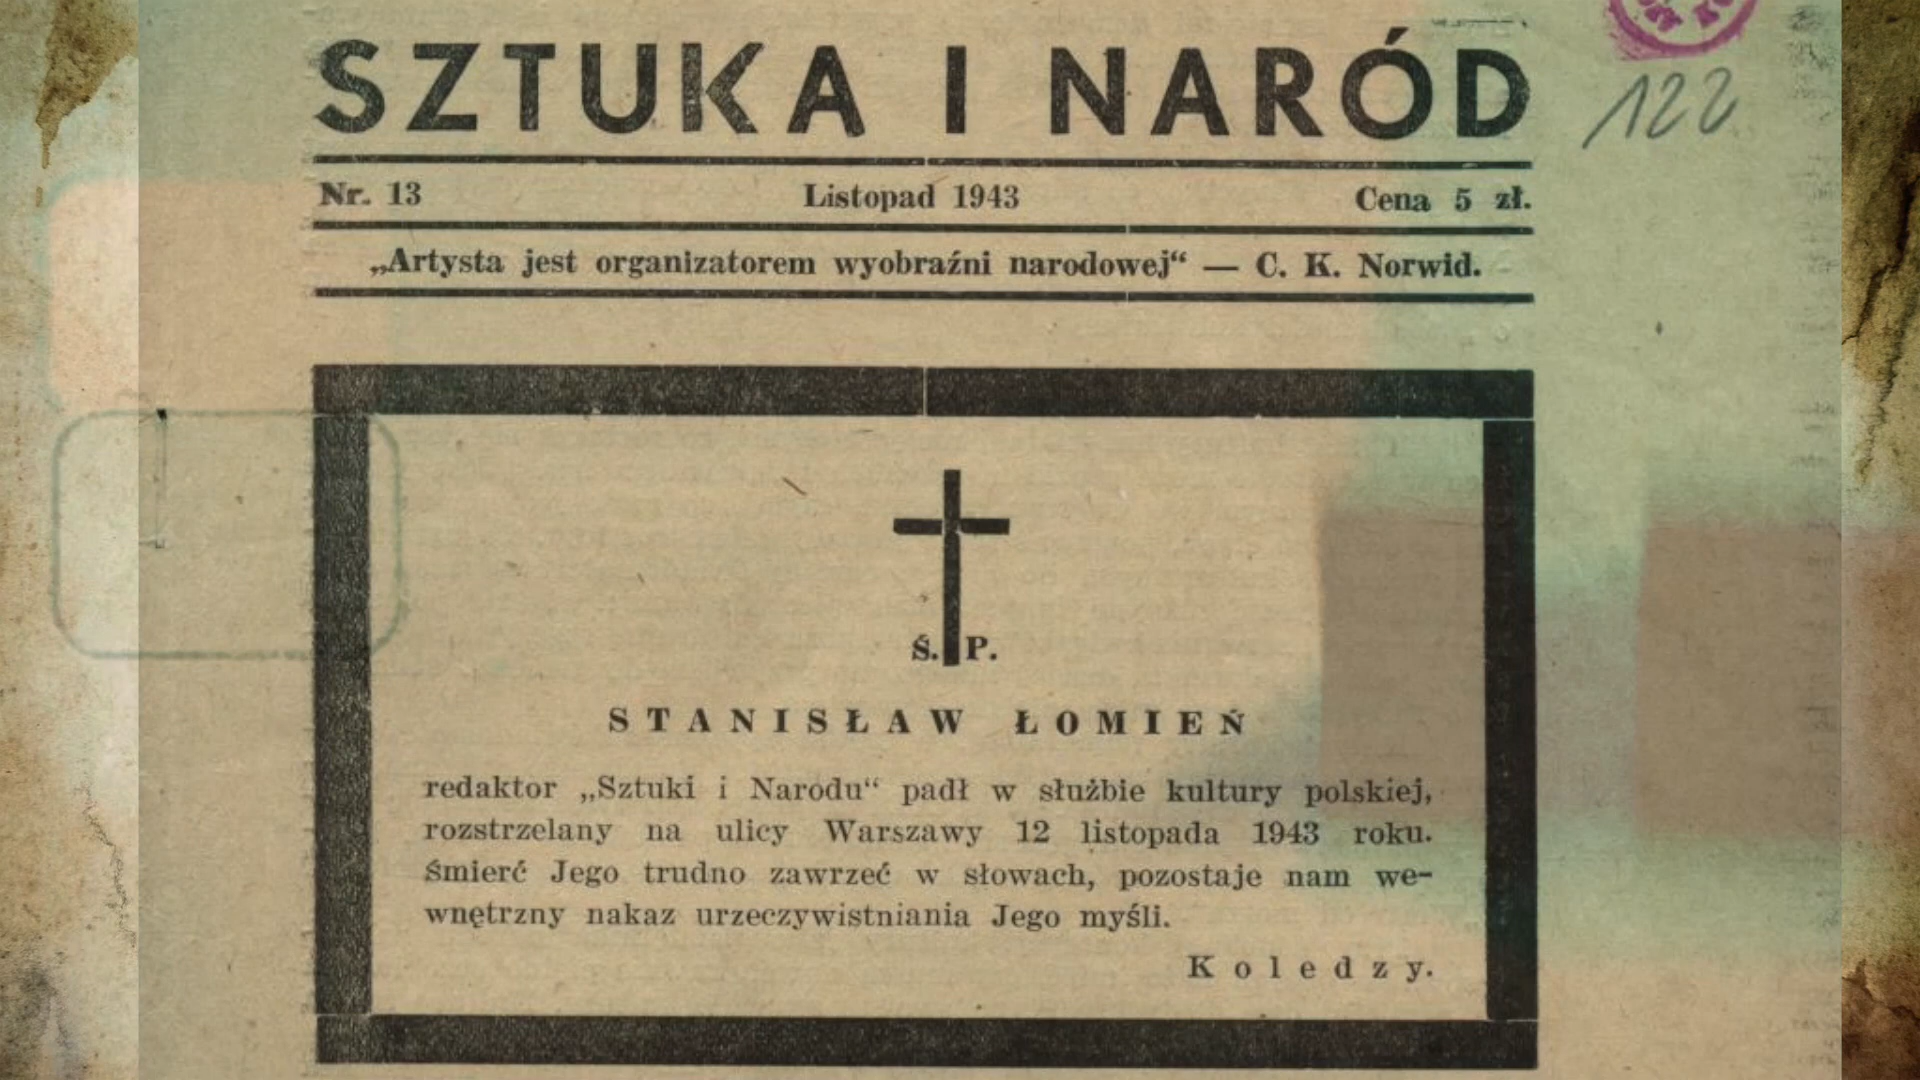 SZTUKA I NARÓD
122
Nr. 13 Listopad 1943 Cena 5 zł.
„Artysta jest organizatorem wyobraźni narodowej“ — C. K. Norwid.
Ś. P.
STANISŁAW ŁOMIEŃ
redaktor „Sztuki i Narodu“ padł w służbie kultury polskiej,
rozstrzelany na ulicy Warszawy 12 listopada 1943 roku.
Śmierć Jego trudno zawrzeć w słowach, pozostaje nam we-
wnętrzny nakaz urzeczywistniania Jego myśli.
Koledzy.